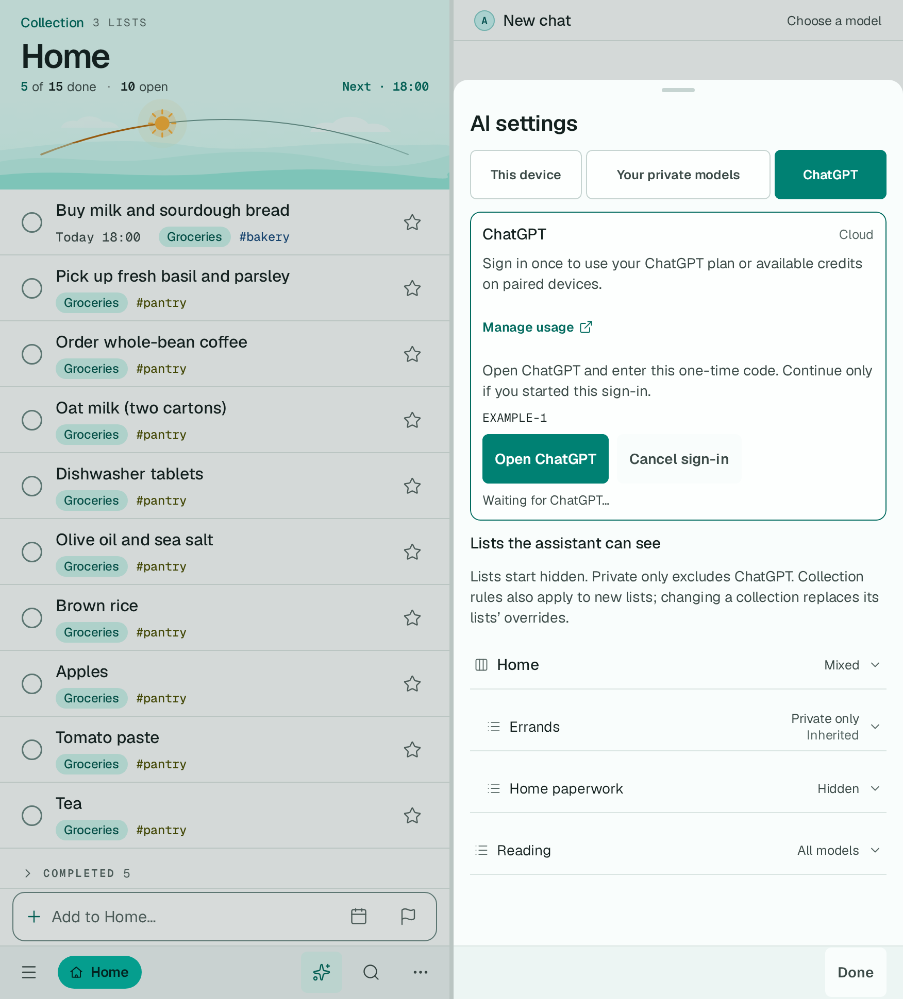 Collection 3 LISTS
Home
5 of 15 done · 10 open
Next · 18:00
Buy milk and sourdough bread
Today 18:00 Groceries #bakery
Pick up fresh basil and parsley
Groceries #pantry
Order whole-bean coffee
Groceries #pantry
Oat milk (two cartons)
Groceries #pantry
Dishwasher tablets
Groceries #pantry
Olive oil and sea salt
Groceries #pantry
Brown rice
Groceries #pantry
Apples
Groceries #pantry
Tomato paste
Groceries #pantry
Tea
Groceries #pantry
COMPLETED 5
Add to Home…
Home
A New chat
Choose a model
AI settings
This device
Your private models
ChatGPT
ChatGPT
Cloud
Sign in once to use your ChatGPT plan or available credits
on paired devices.
Manage usage
Open ChatGPT and enter this one-time code. Continue only
if you started this sign-in.
EXAMPLE-1
Open ChatGPT
Cancel sign-in
Waiting for ChatGPT…
Lists the assistant can see
Lists start hidden. Private only excludes ChatGPT. Collection
rules also apply to new lists; changing a collection replaces its
lists’ overrides.
Home
Mixed
Errands
Private only
Inherited
Home paperwork
Hidden
Reading
All models
Done